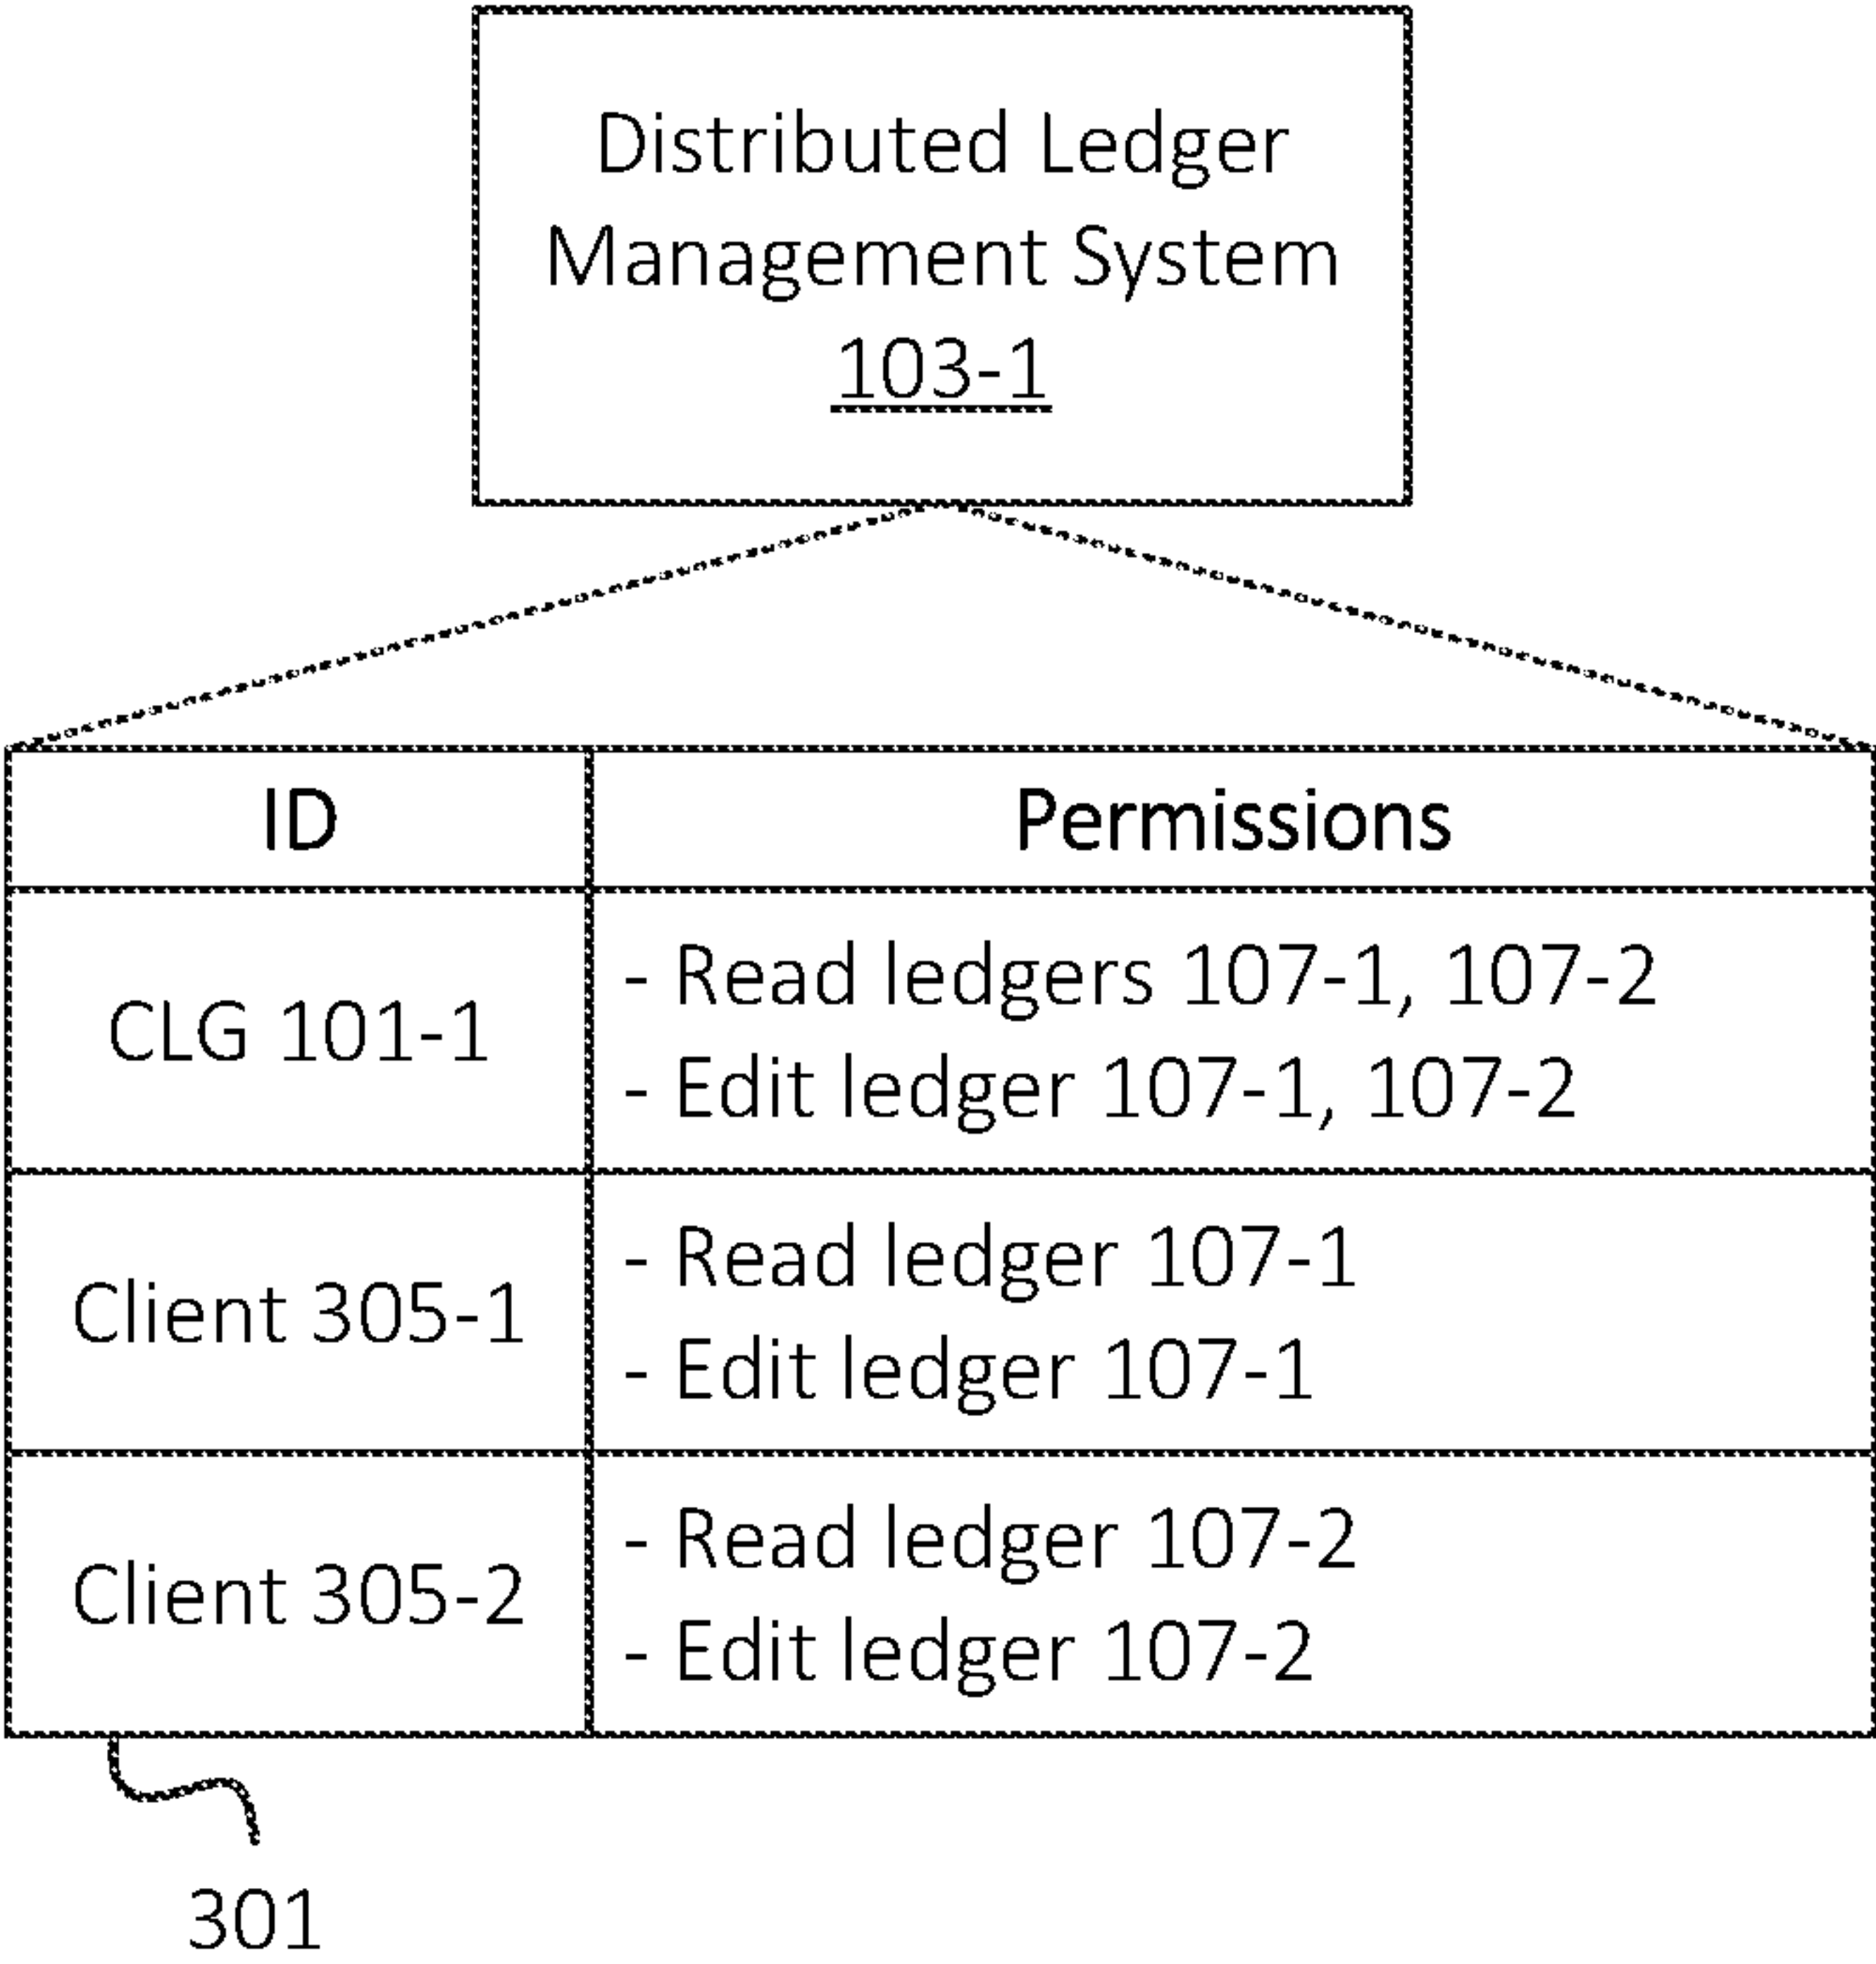 Distributed Ledger
Management System
103-1
ID
Permissions
CLG 101-1
- Read ledgers 107-1, 107-2
- Edit ledger 107-1, 107-2
Client 305-1
- Read ledger 107-1
- Edit ledger 107-1
Client 305-2
- Read ledger 107-2
- Edit ledger 107-2
301